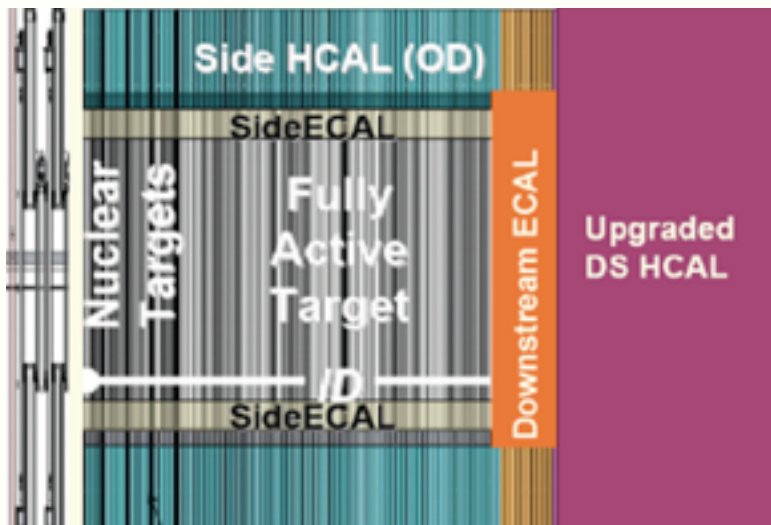 Side HCAL (OD)
SideECAL
Nuclear
Targets
Fully
Active
Target
ID
SideECAL
Downstream ECAL
Upgraded
DS HCAL